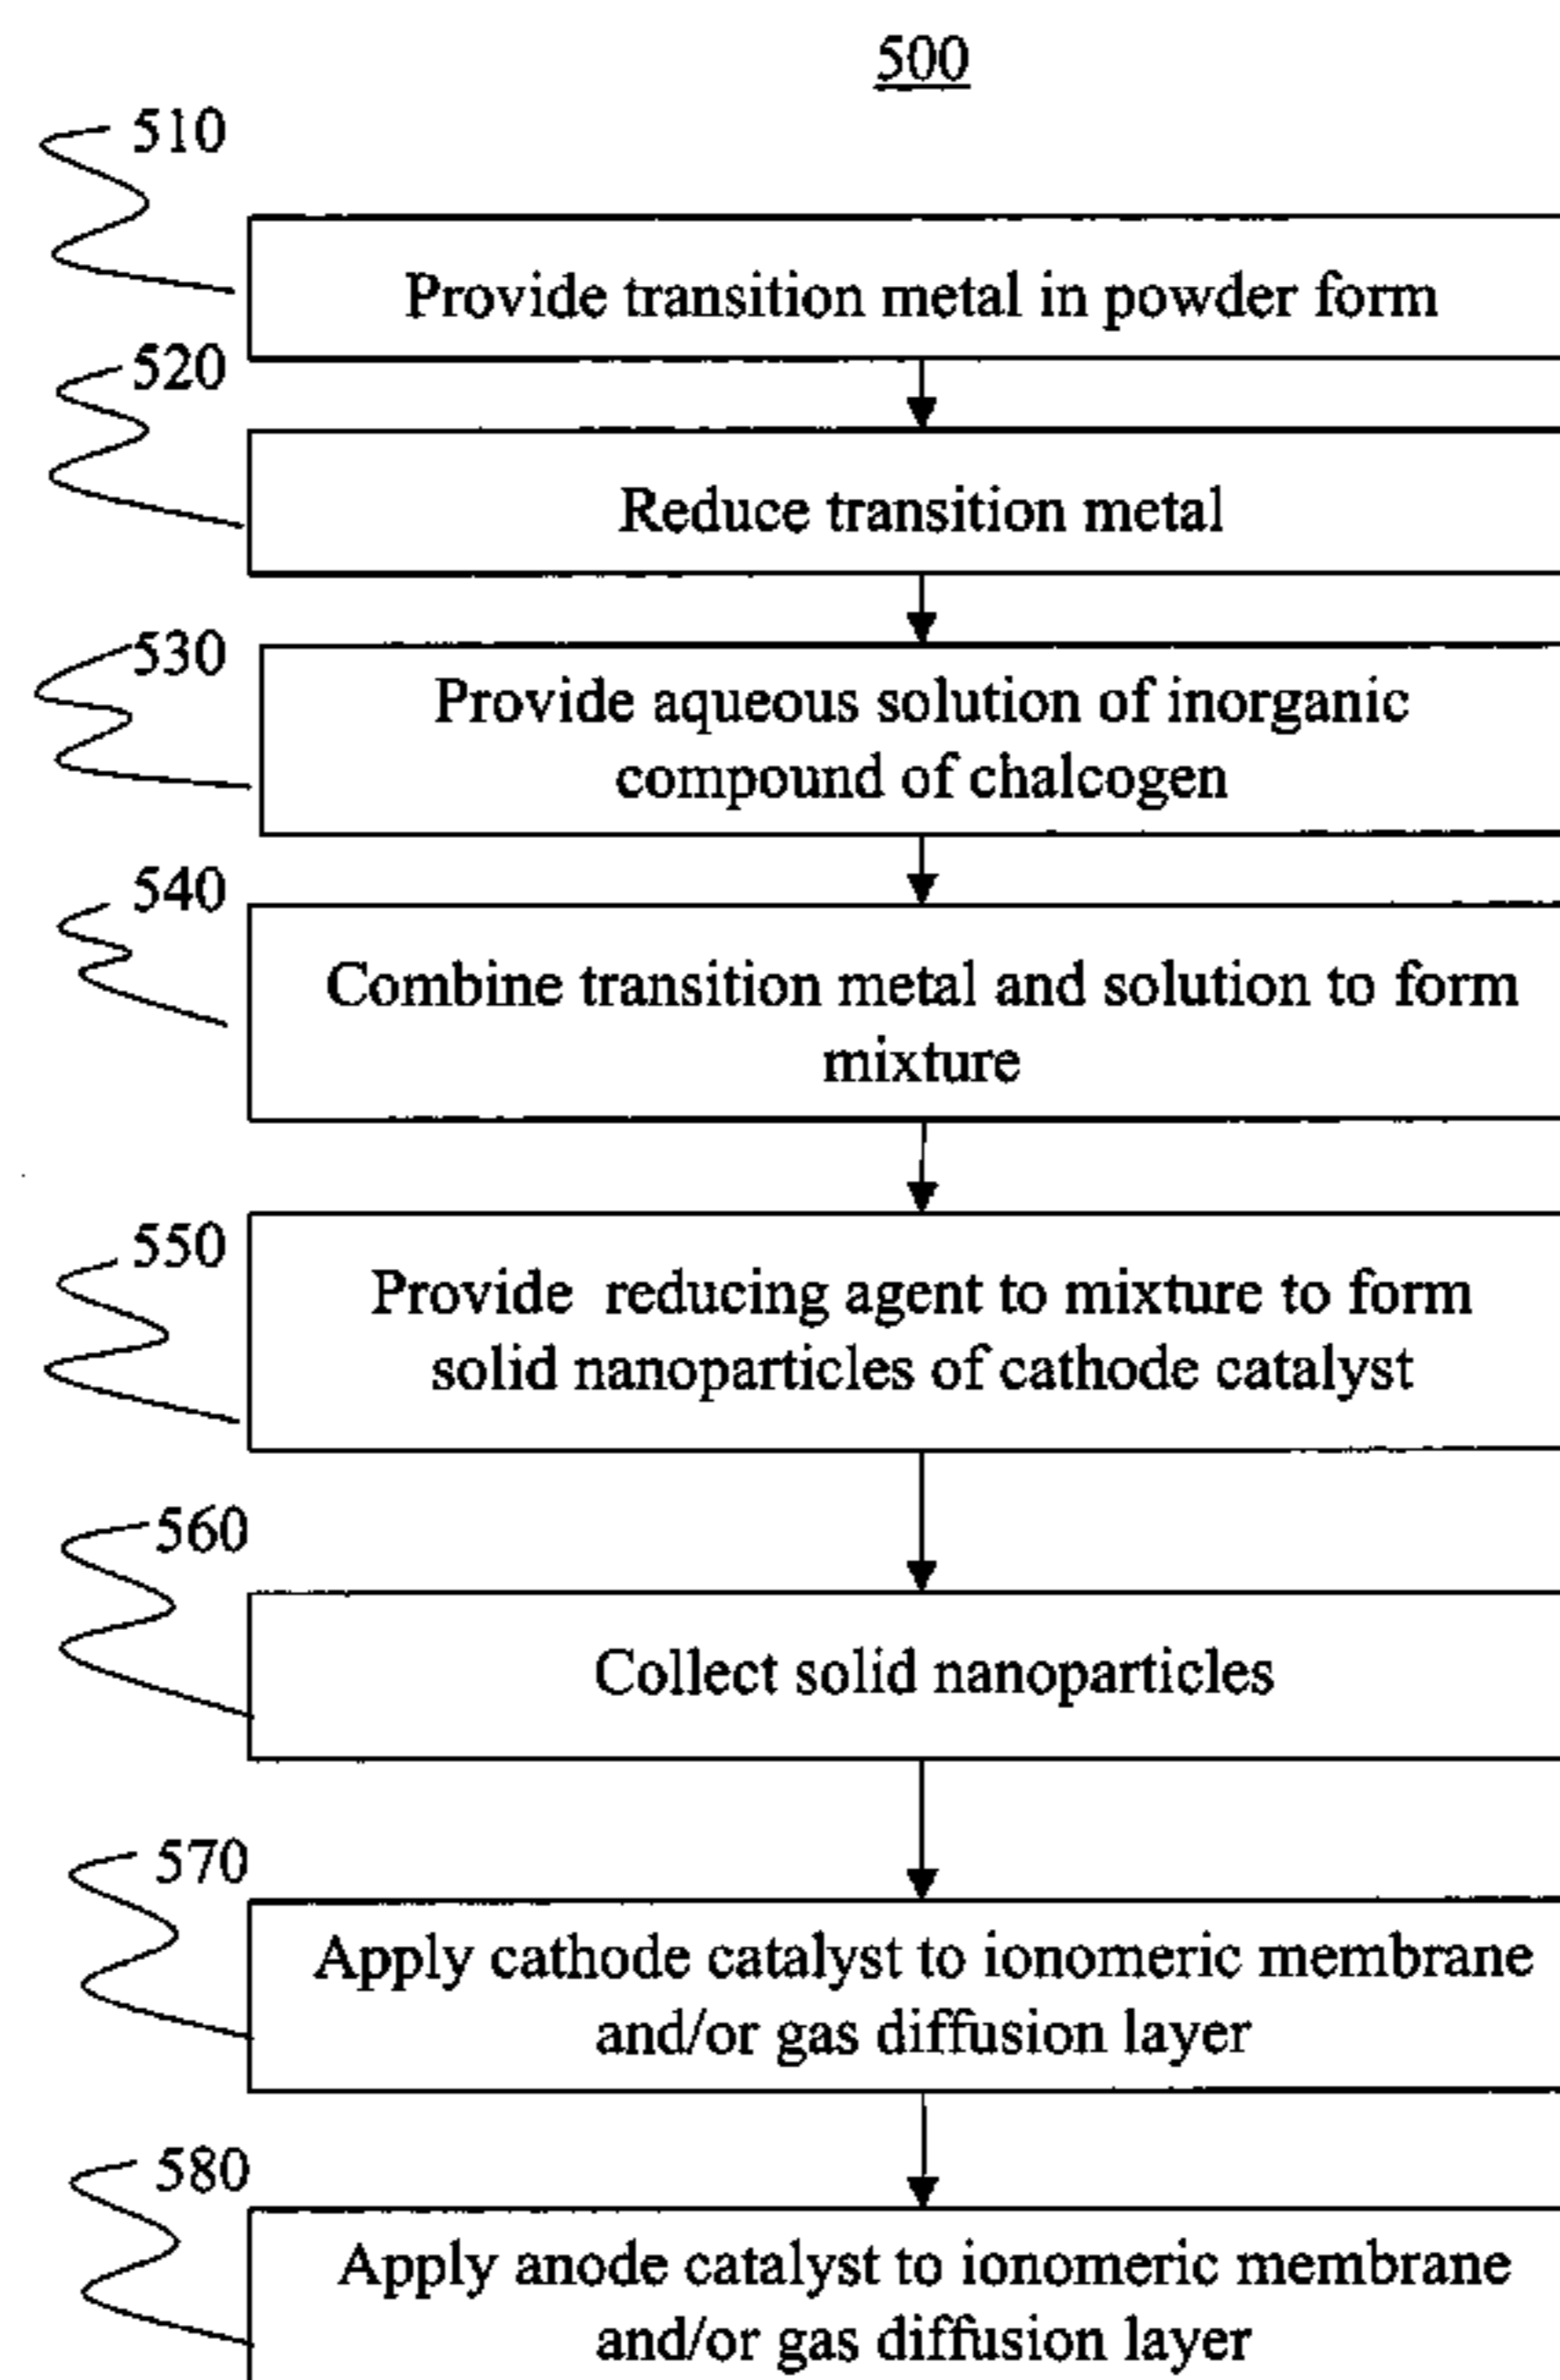 500
510
Provide transition metal in powder form
520
Reduce transition metal
530
Provide aqueous solution of inorganic
compound of chalcogen
540
Combine transition metal and solution to form
mixture
550
Provide reducing agent to mixture to form
solid nanoparticles of cathode catalyst
560
Collect solid nanoparticles
570
Apply cathode catalyst to ionomeric membrane
and/or gas diffusion layer
580
Apply anode catalyst to ionomeric membrane
and/or gas diffusion layer